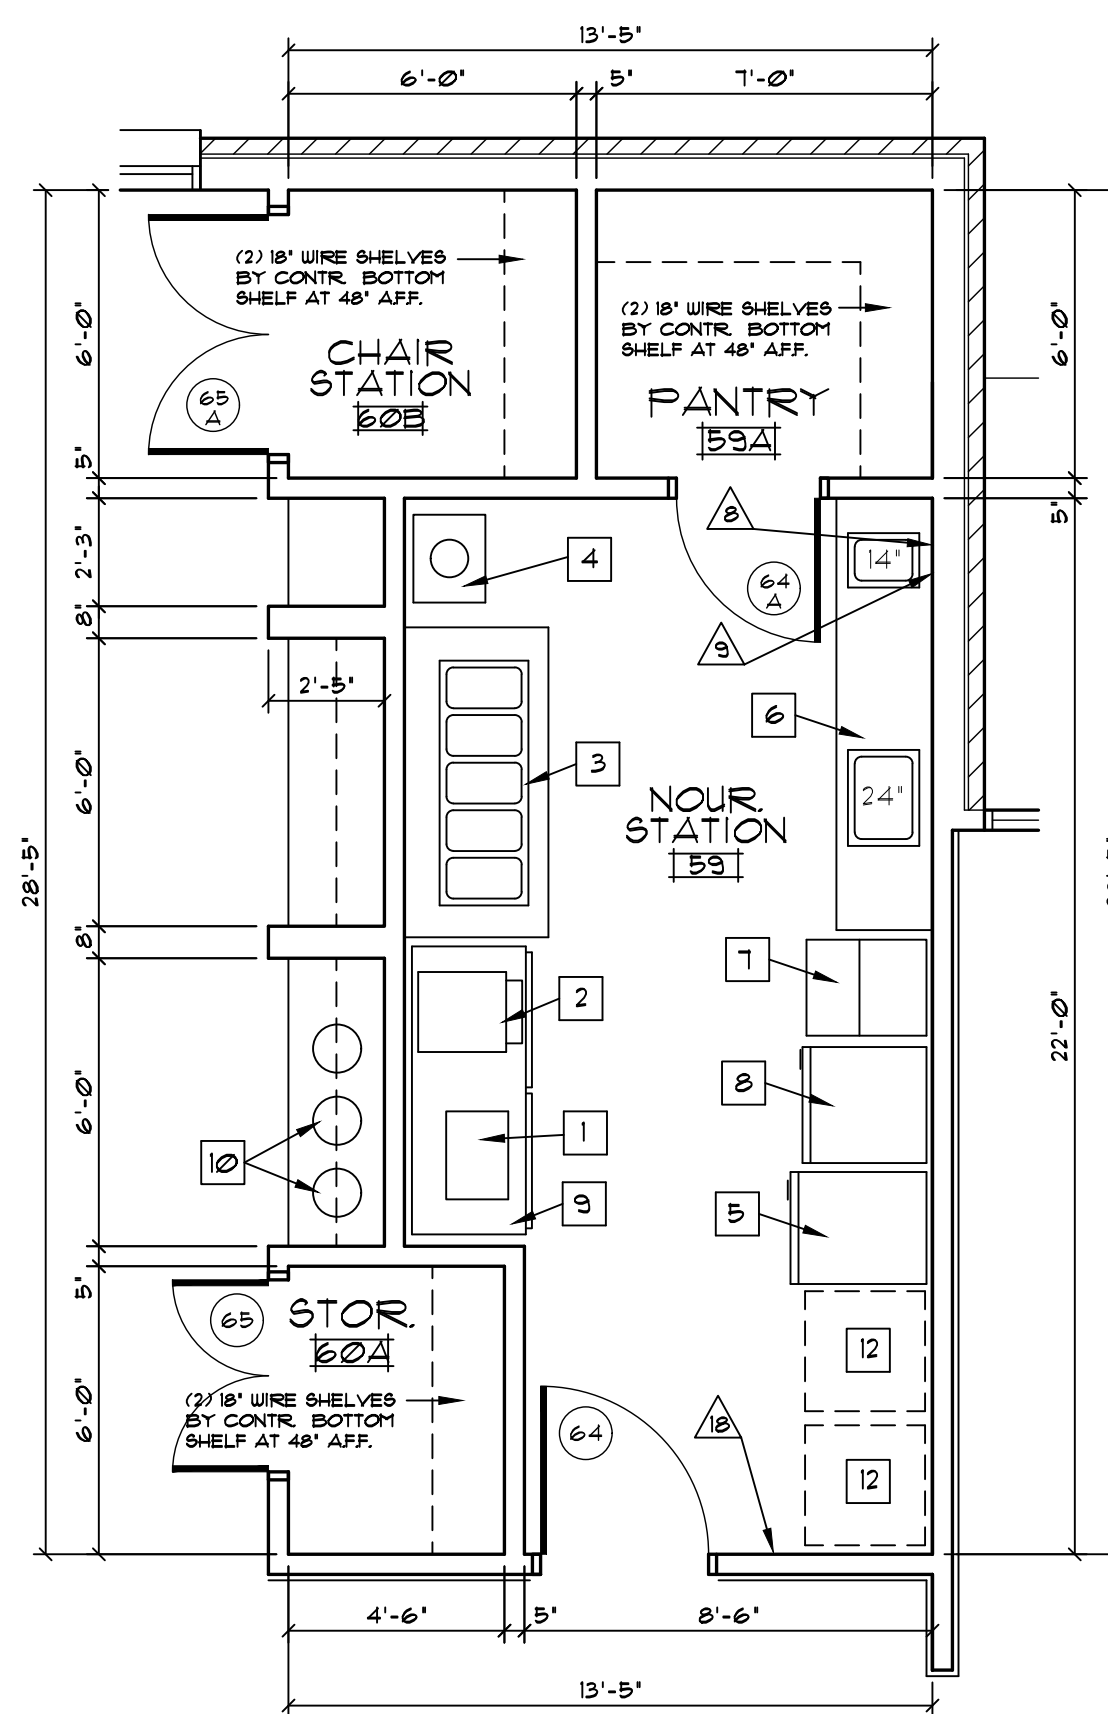 13'-5"
6'-0"
5"
7'-0"
(2) 18" WIRE SHELVES
BY CONTR. BOTTOM
SHELF AT 48" A.F.F.
CHAIR
STATION
60B
65
A
(2) 18" WIRE SHELVES
BY CONTR. BOTTOM
SHELF AT 48" A.F.F.
PANTRY
59A
6'-0"
5"
2'-3"
8"
6'-0"
8"
6'-0"
5"
6'-0"
28'-5"
6'-0"
5"
22'-0"
8
4
14"
64
A
9
2'-5"
6
3
NOUR.
STATION
59
24"
7
2
8
1
10
9
5
STOR.
60A
65
12
(2) 18" WIRE SHELVES
BY CONTR. BOTTOM
SHELF AT 48" A.F.F.
64
18
12
4'-6"
5"
8'-6"
13'-5"